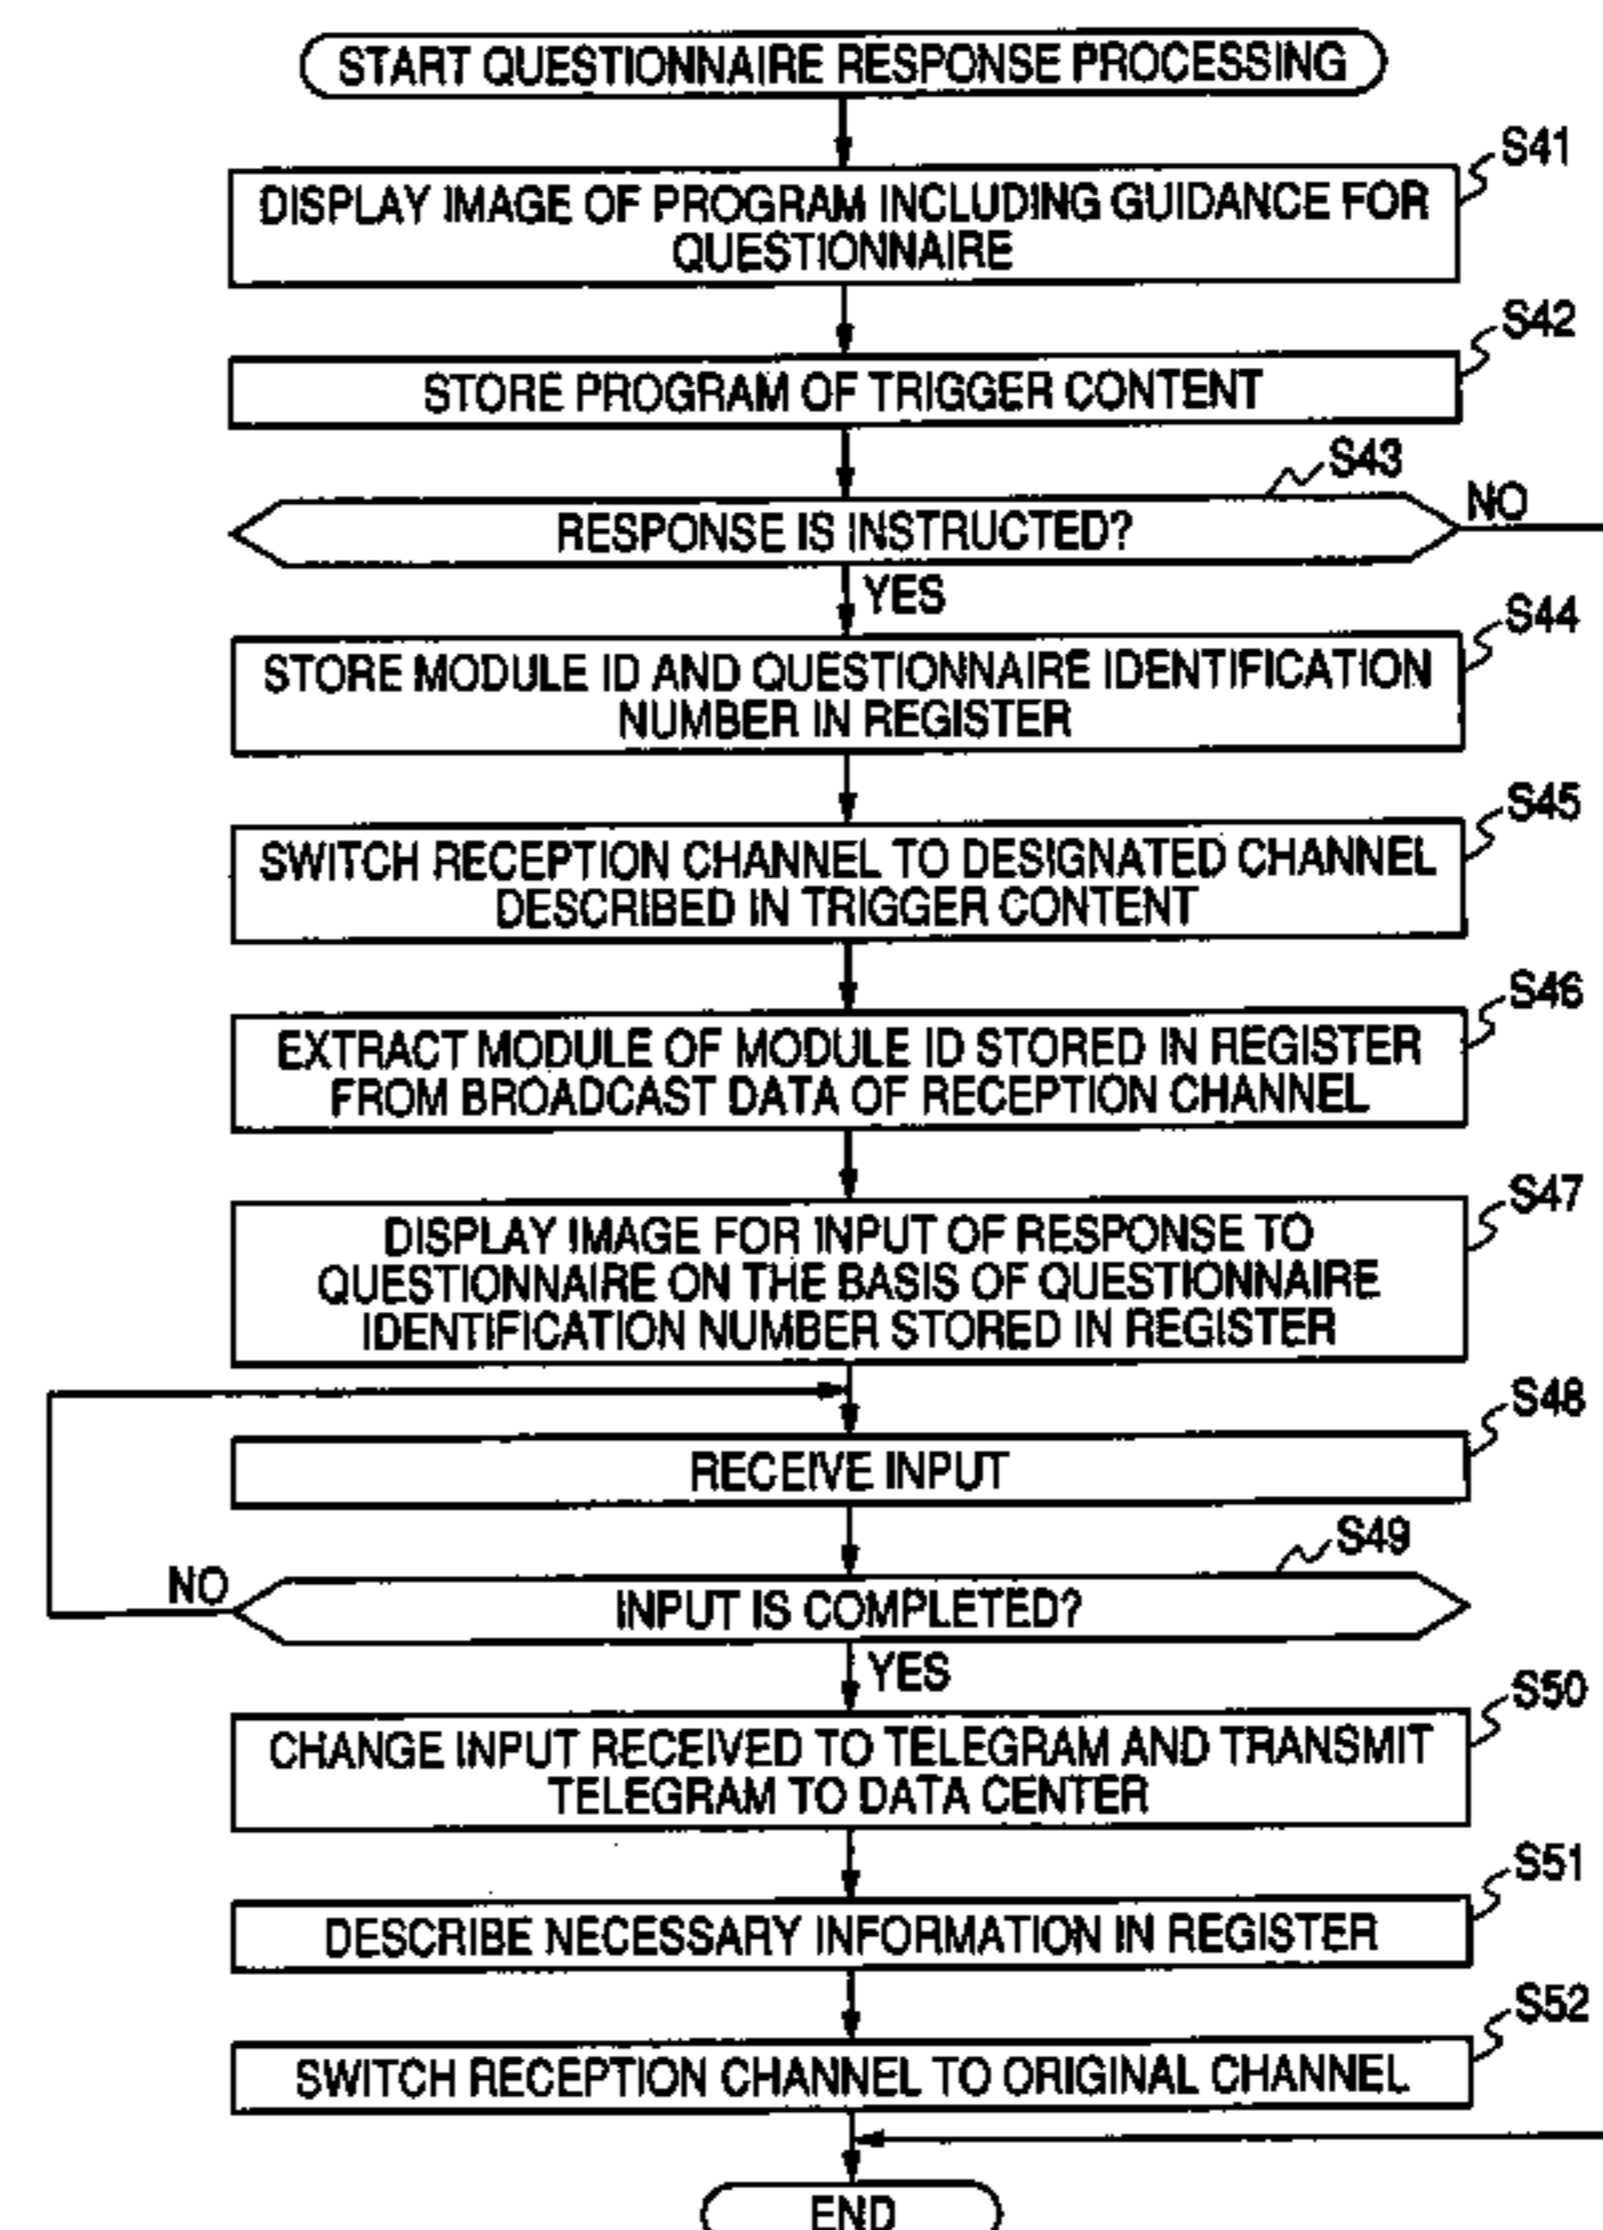 START QUESTIONNAIRE RESPONSE PROCESSING
S41
DISPLAY IMAGE OF PROGRAM INCLUDING GUIDANCE FOR
QUESTIONNAIRE
S42
STORE PROGRAM OF TRIGGER CONTENT
S43
RESPONSE IS INSTRUCTED?
NO
YES
S44
STORE MODULE ID AND QUESTIONNAIRE IDENTIFICATION
NUMBER IN REGISTER
S45
SWITCH RECEPTION CHANNEL TO DESIGNATED CHANNEL
DESCRIBED IN TRIGGER CONTENT
S46
EXTRACT MODULE OF MODULE ID STORED IN REGISTER
FROM BROADCAST DATA OF RECEPTION CHANNEL
S47
DISPLAY IMAGE FOR INPUT OF RESPONSE TO
QUESTIONNAIRE ON THE BASIS OF QUESTIONNAIRE
IDENTIFICATION NUMBER STORED IN REGISTER
S48
RECEIVE INPUT
S49
NO
INPUT IS COMPLETED?
YES
S50
CHANGE INPUT RECEIVED TO TELEGRAM AND TRANSMIT
TELEGRAM TO DATA CENTER
S51
DESCRIBE NECESSARY INFORMATION IN REGISTER
S52
SWITCH RECEPTION CHANNEL TO ORIGINAL CHANNEL
END